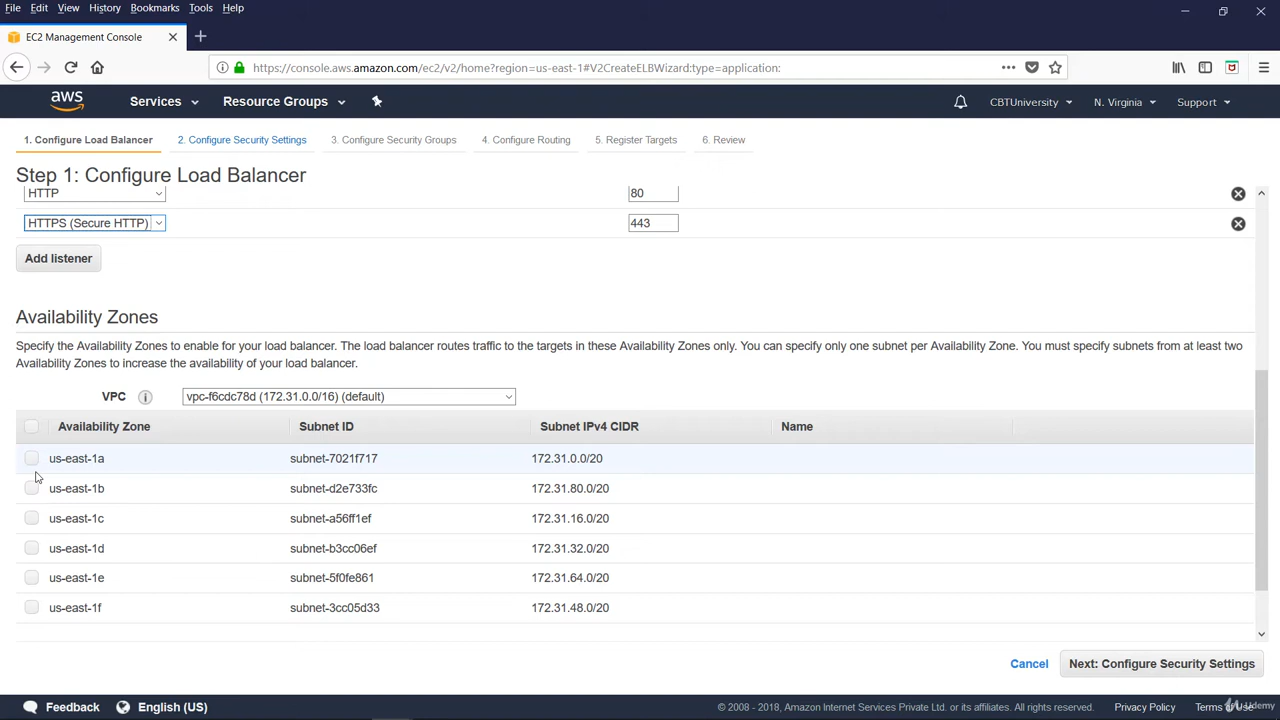 File Edit View History Bookmarks Tools Help
EC2 Management Console
https://console.aws.amazon.com/ec2/v2/home?region=us-east-1#V2CreateELBWizard:type=application:
aws Services Resource Groups CBTUniversity N. Virginia Support
1. Configure Load Balancer 2. Configure Security Settings 3. Configure Security Groups 4. Configure Routing 5. Register Targets 6. Review
Step 1: Configure Load Balancer
HTTP 80
HTTPS (Secure HTTP) 443
Add listener
Availability Zones
Specify the Availability Zones to enable for your load balancer. The load balancer routes traffic to the targets in these Availability Zones only. You can specify only one subnet per Availability Zone. You must specify subnets from at least two
Availability Zones to increase the availability of your load balancer.
VPC i vpc-f6cdc78d (172.31.0.0/16) (default)
Availability Zone Subnet ID Subnet IPv4 CIDR Name
us-east-1a subnet-7021f717 172.31.0.0/20
us-east-1b subnet-d2e733fc 172.31.80.0/20
us-east-1c subnet-a56ff1ef 172.31.16.0/20
us-east-1d subnet-b3cc06ef 172.31.32.0/20
us-east-1e subnet-5f0fe861 172.31.64.0/20
us-east-1f subnet-3cc05d33 172.31.48.0/20
Cancel Next: Configure Security Settings
Feedback English (US) © 2008 - 2018, Amazon Internet Services Private Ltd. or its affiliates. All rights reserved. Privacy Policy Terms of Use
Udemy